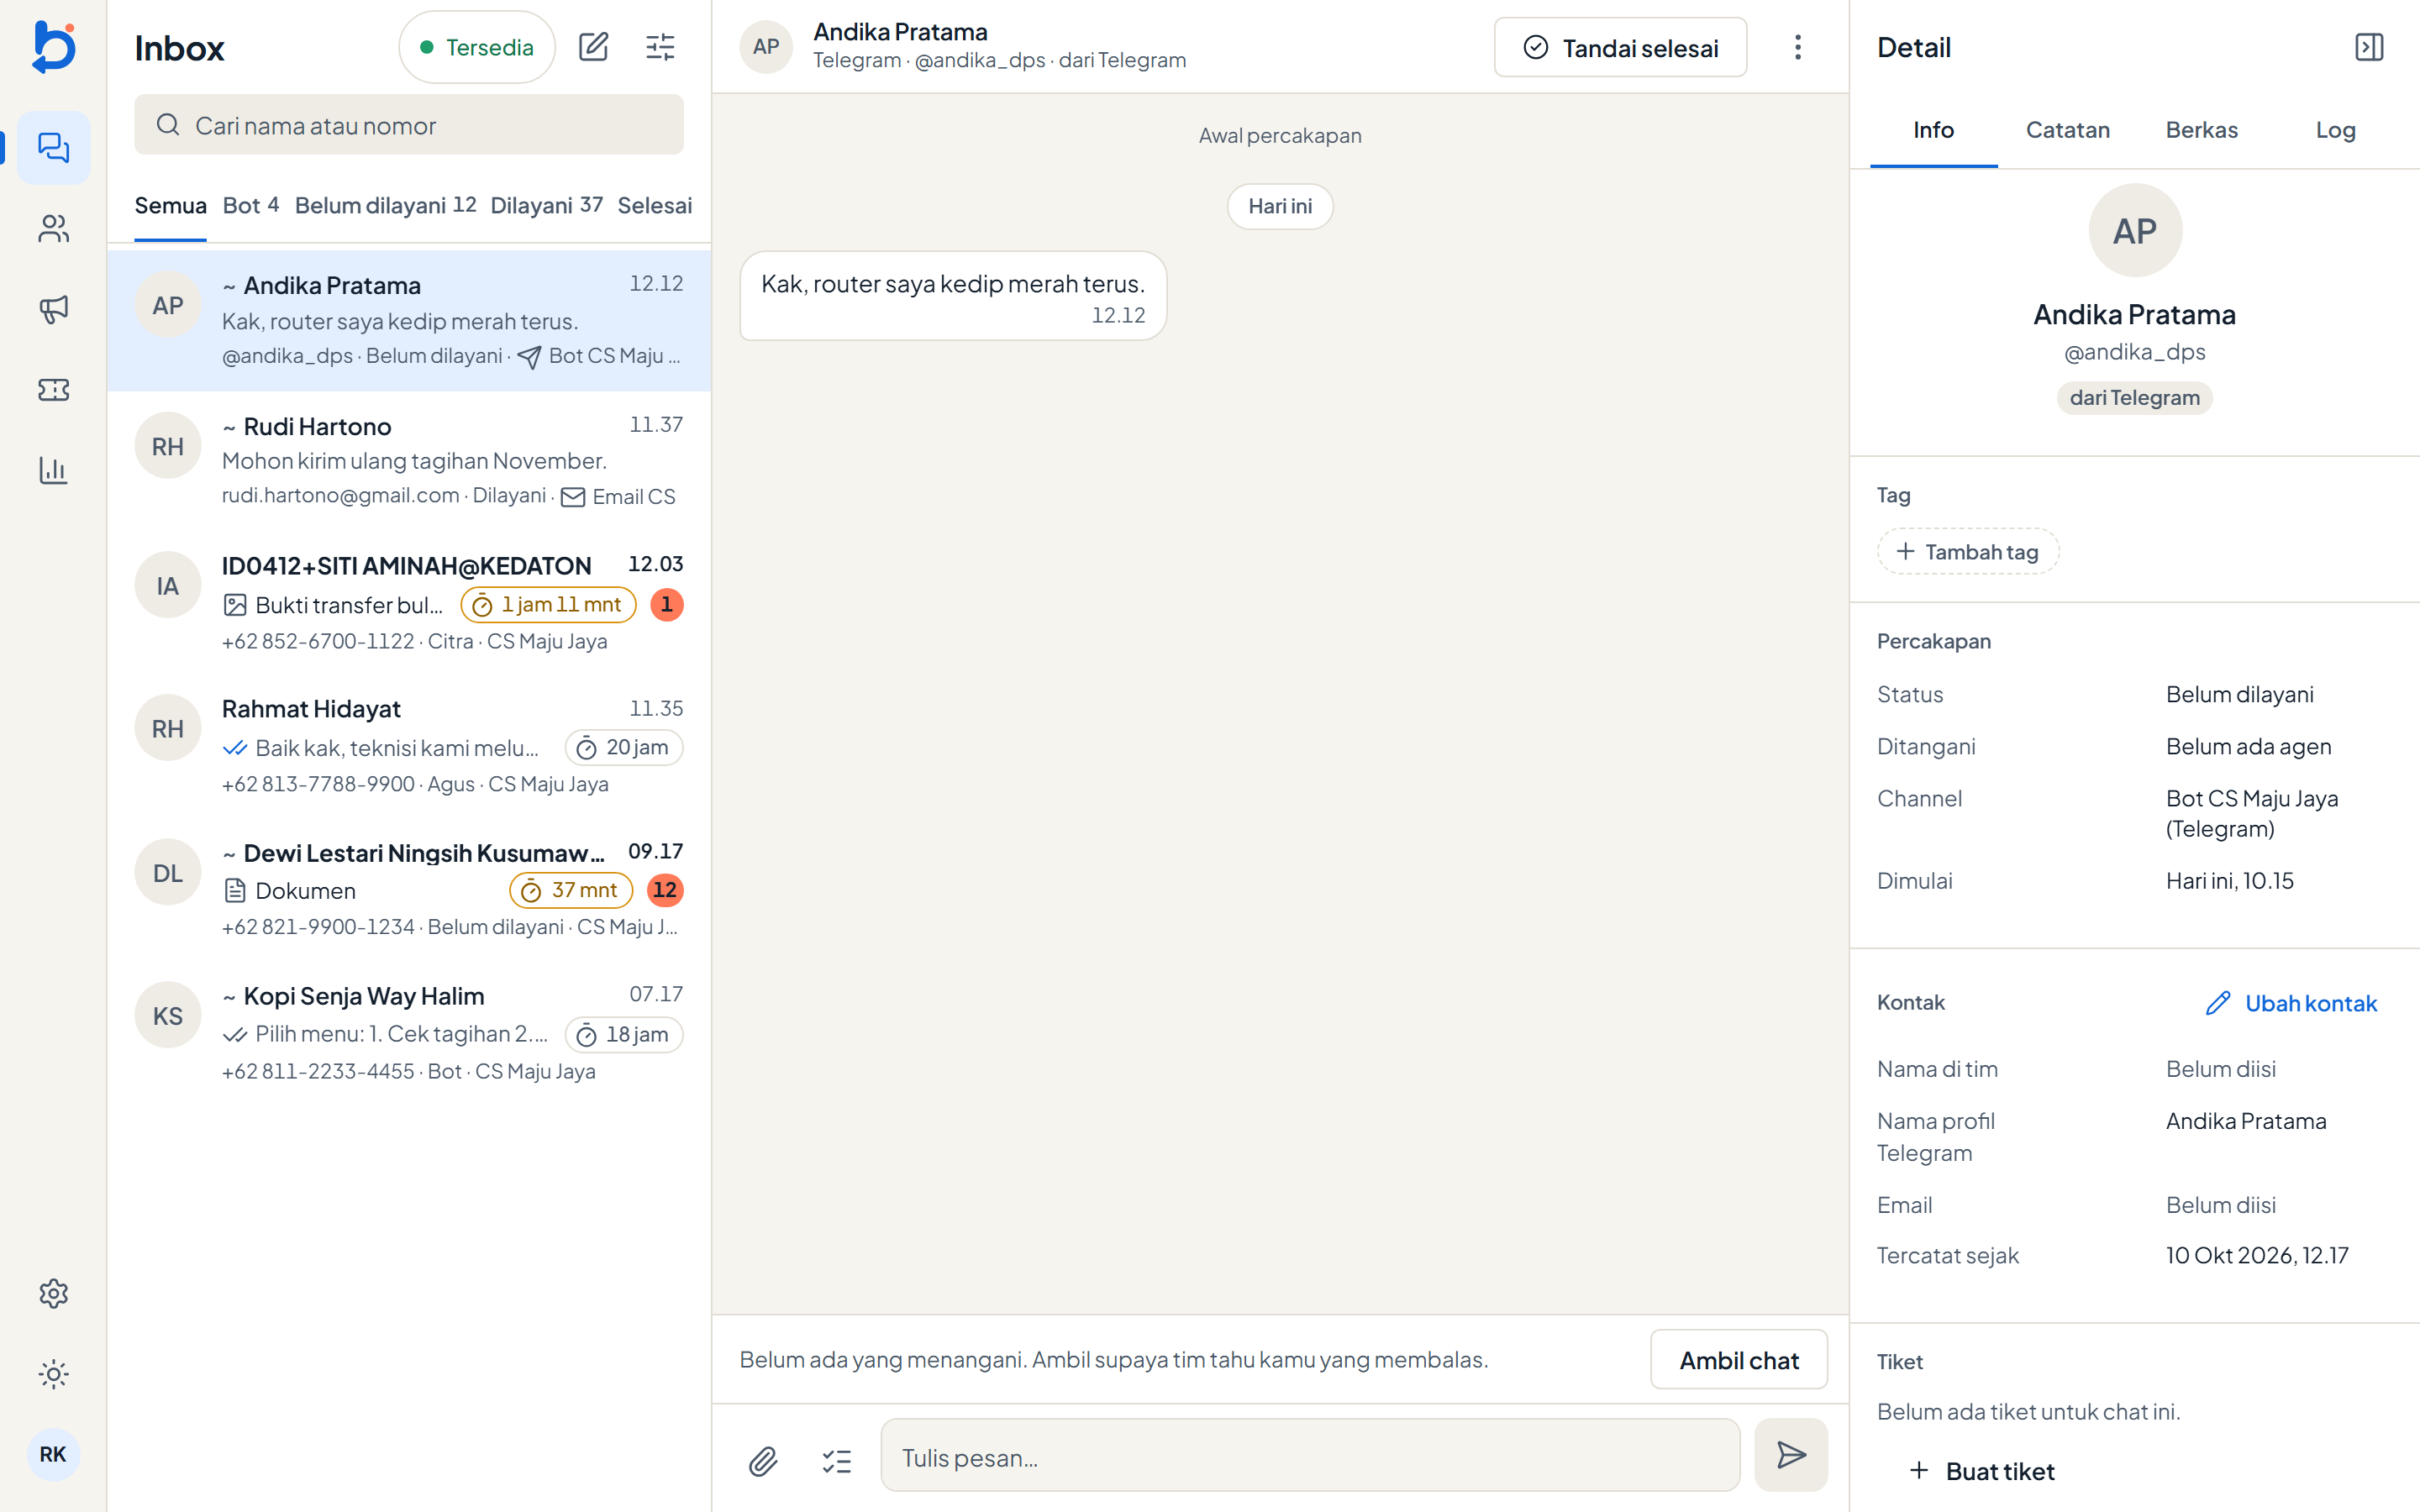 Inbox
Tersedia
Cari nama atau nomor
Semua Bot 4 Belum dilayani 12 Dilayani 37 Selesai
AP
~ Andika Pratama 12.12
Kak, router saya kedip merah terus.
@andika_dps · Belum dilayani · Bot CS Maju ...
RH
~ Rudi Hartono 11.37
Mohon kirim ulang tagihan November.
rudi.hartono@gmail.com · Dilayani · Email CS
IA
ID0412+SITI AMINAH@KEDATON 12.03
Bukti transfer bul... 1 jam 11 mnt 1
+62 852-6700-1122 · Citra · CS Maju Jaya
RH
Rahmat Hidayat 11.35
Baik kak, teknisi kami melu... 20 jam
+62 813-7788-9900 · Agus · CS Maju Jaya
DL
~ Dewi Lestari Ningsih Kusumaw... 09.17
Dokumen 37 mnt 12
+62 821-9900-1234 · Belum dilayani · CS Maju J...
KS
~ Kopi Senja Way Halim 07.17
Pilih menu: 1. Cek tagihan 2.... 18 jam
+62 811-2233-4455 · Bot · CS Maju Jaya
RK
AP
Andika Pratama
Telegram · @andika_dps · dari Telegram
Tandai selesai
Awal percakapan
Hari ini
Kak, router saya kedip merah terus.
12.12
Belum ada yang menangani. Ambil supaya tim tahu kamu yang membalas.
Ambil chat
Tulis pesan...
Detail
Info Catatan Berkas Log
AP
Andika Pratama
@andika_dps
dari Telegram
Tag
+ Tambah tag
Percakapan
Status Belum dilayani
Ditangani Belum ada agen
Channel Bot CS Maju Jaya
(Telegram)
Dimulai Hari ini, 10.15
Kontak Ubah kontak
Nama di tim Belum diisi
Nama profil Andika Pratama
Telegram
Email Belum diisi
Tercatat sejak 10 Okt 2026, 12.17
Tiket
Belum ada tiket untuk chat ini.
+ Buat tiket